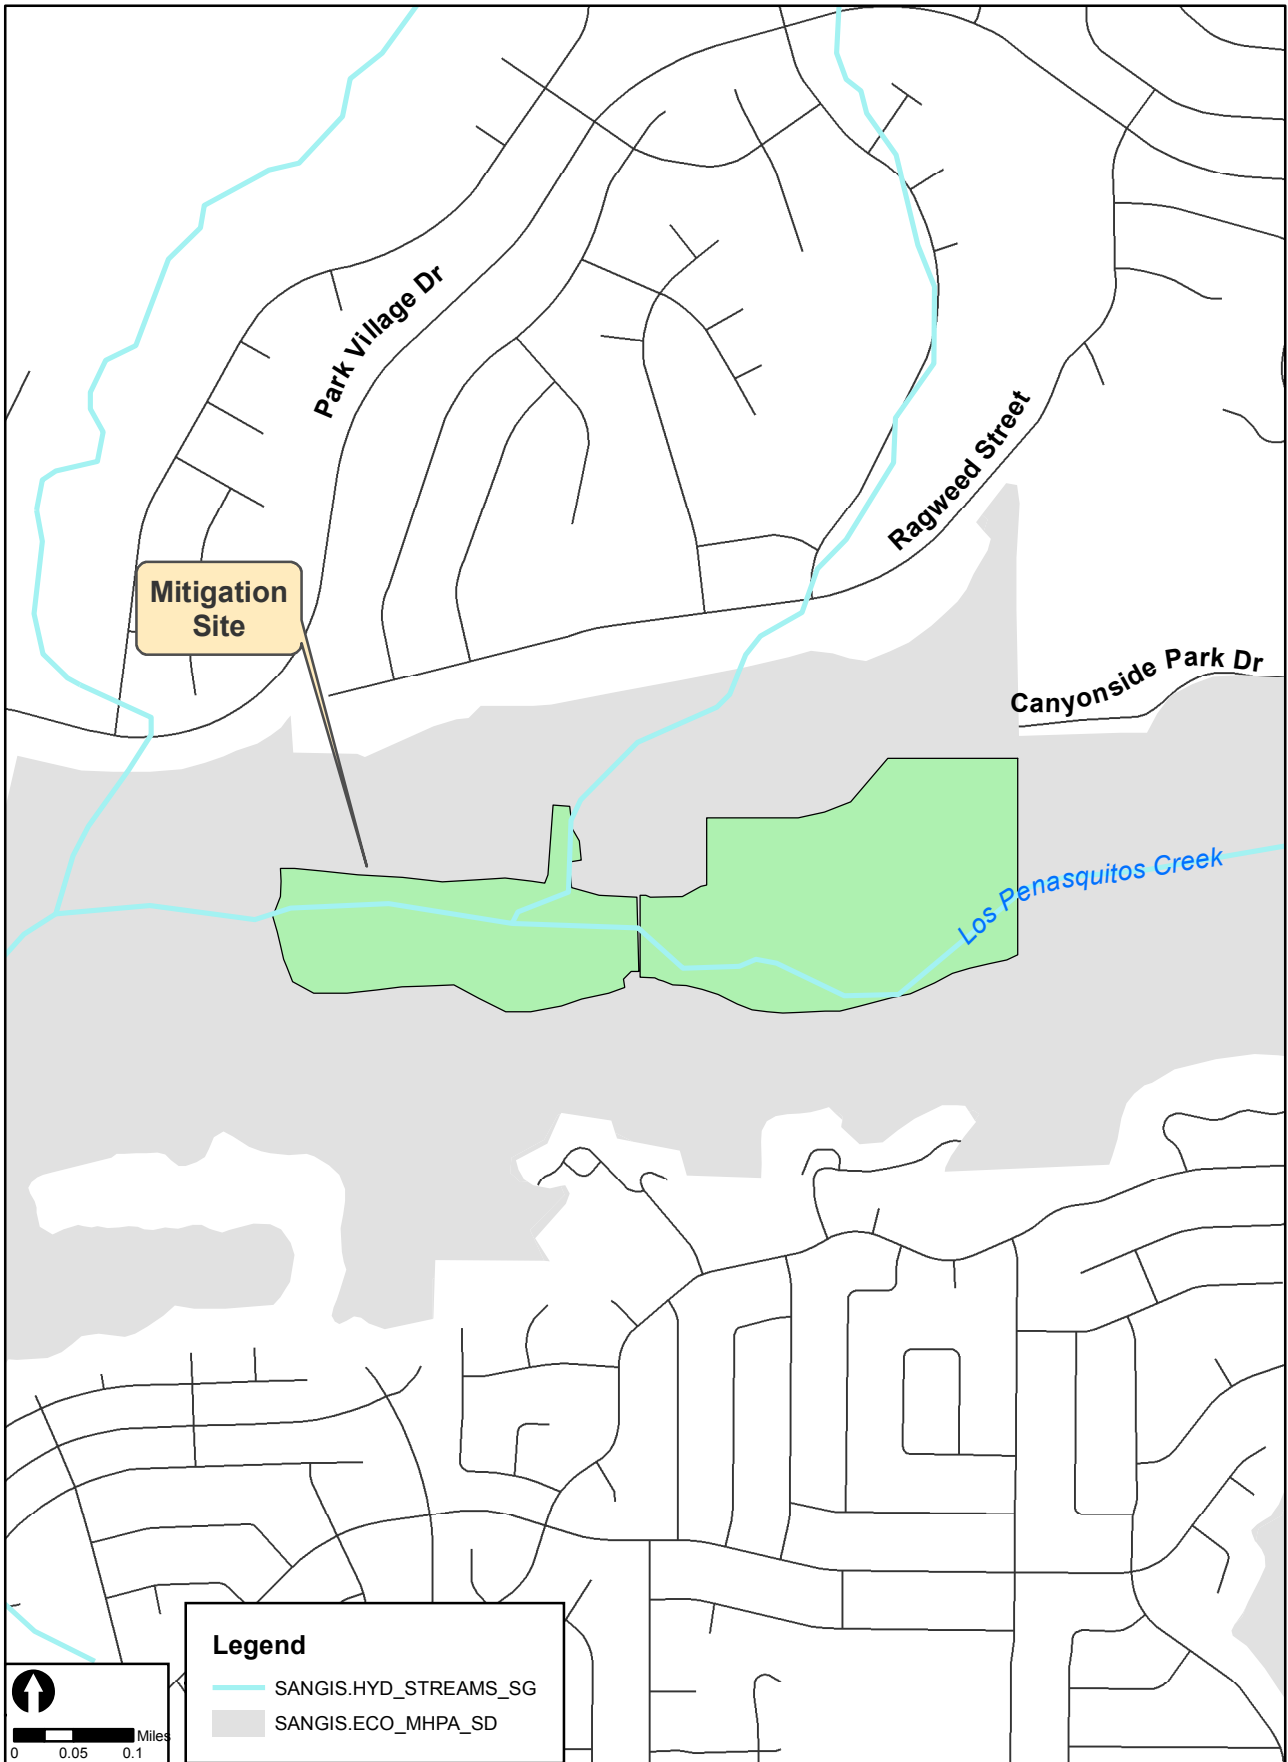 Park Village Dr
Ragweed Street
Mitigation
Site
Canyonside Park Dr
Los Penasquitos Creek
Legend
SANGIS.HYD_STREAMS_SG
SANGIS.ECO_MHPA_SD
Miles
0 0.05 0.1